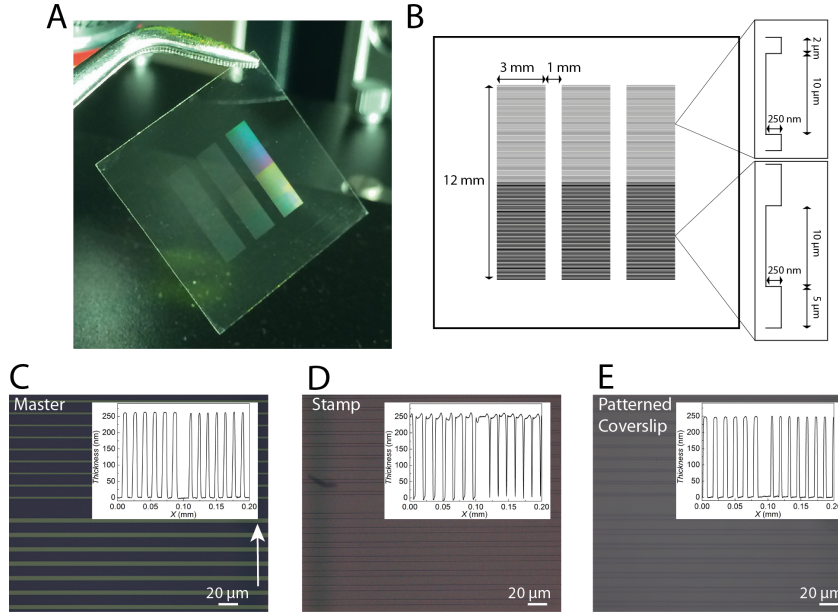 A
B
3 mm
1 mm
12 mm
2 μm
10 μm
250 nm
10 μm
250 nm
5 μm
C
Master
Thickness (nm)
250
200
150
100
50
0
0.00
0.05
0.10
0.15
0.20
X (mm)
20 μm
D
Stamp
Thickness (nm)
250
200
150
100
50
0
0.00
0.05
0.10
0.15
0.20
X (mm)
20 μm
E
Patterned
Coverslip
Thickness (nm)
250
200
150
100
50
0
0.00
0.05
0.10
0.15
0.2
X (mm)
20 μm